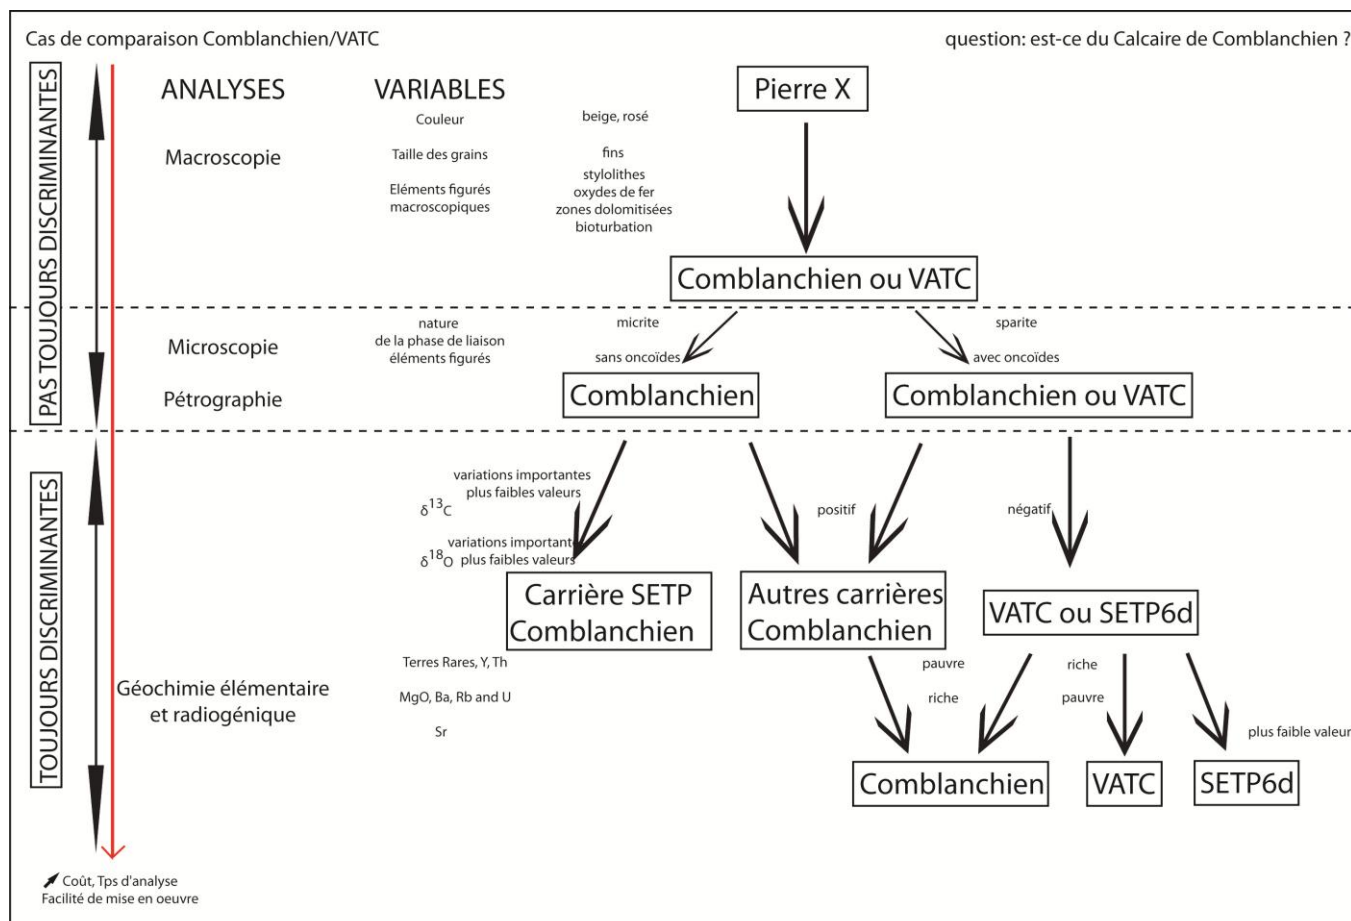 Cas de comparaison Comblanchien/VATC
question: est-ce du Calcaire de Comblanchien ?
PAS TOUJOURS DISCRIMINANTES
ANALYSES
VARIABLES
Pierre X
Couleur
beige, rosé
Macroscopie
Taille des grains
fins
Eléments figurés
macroscopiques
stylolithes
oxydes de fer
zones dolomitisées
bioturbation
Comblanchien ou VATC
Microscopie
nature
de la phase de liaison
éléments figurés
micrite
sparite
sans oncoïdes
avec oncoïdes
Pétrographie
Comblanchien
Comblanchien ou VATC
TOUJOURS DISCRIMINANTES
variations importantes
plus faibles valeurs
δ13C
positif
négatif
variations importante
plus faibles valeurs
δ18O
Carrière SETP
Comblanchien
Autres carrières
Comblanchien
VATC ou SETP6d
Géochimie élémentaire
et radiogénique
Terres Rares, Y, Th
pauvre
riche
MgO, Ba, Rb and U
riche
pauvre
Sr
plus faible valeur
Comblanchien
VATC
SETP6d
Coût, Tps d'analyse
Facilité de mise en oeuvre